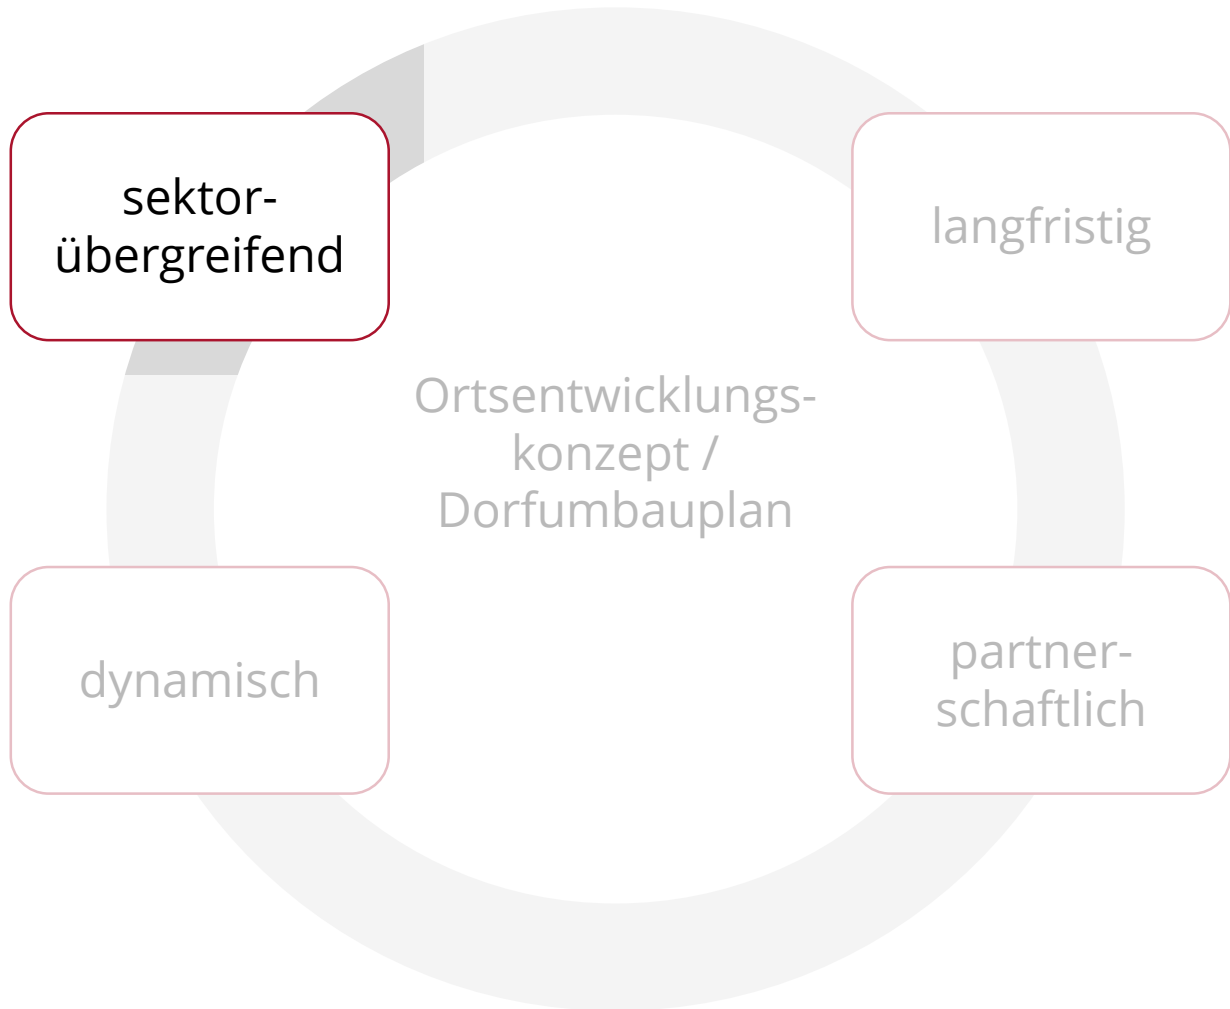 sektor-
übergreifend
langfristig
Ortsentwicklungs-
konzept /
Dorfumbauplan
dynamisch
partner-
schaftlich